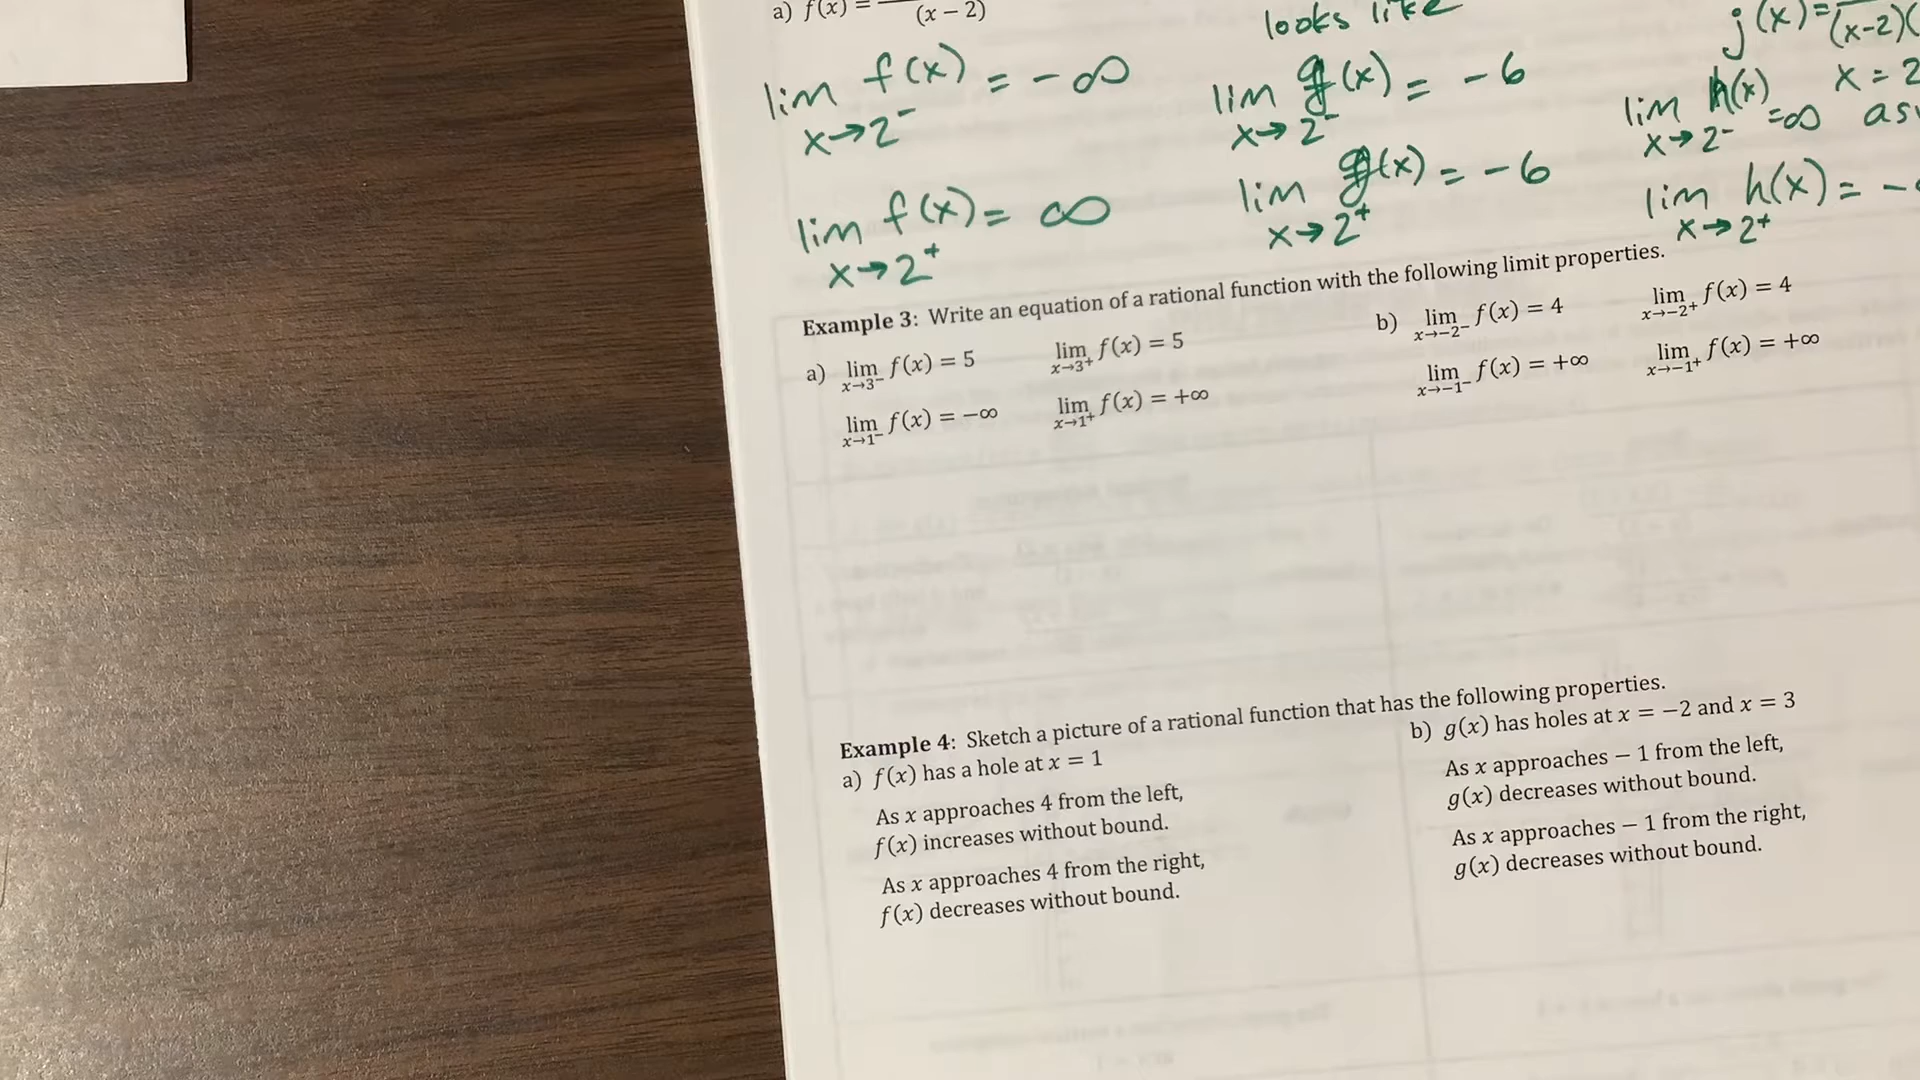 a) f(x) =
(x − 2)
looks like
j(x)=
(x-2)(
lim f(x) = -∞
x→2⁻
lim g(x) = -6
x→2⁻
lim h(x) =∞
x→2⁻
x = 2
lim f(x)= ∞
x→2⁺
lim g(x) = -6
x→2⁺
lim h(x) = -
x→2⁺
Example 3: Write an equation of a rational function with the following limit properties.
a) lim f(x) = 5
x→3⁻
lim f(x) = 5
x→3⁺
lim f(x) = −∞
x→1⁻
lim f(x) = +∞
x→1⁺
b) lim f(x) = 4
x→−2⁻
lim f(x) = 4
x→−2⁺
lim f(x) = +∞
x→−1⁻
lim f(x) = +∞
x→−1⁺
Example 4: Sketch a picture of a rational function that has the following properties.
a) f(x) has a hole at x = 1
As x approaches 4 from the left,
f(x) increases without bound.
As x approaches 4 from the right,
f(x) decreases without bound.
b) g(x) has holes at x = −2 and x = 3
As x approaches − 1 from the left,
g(x) decreases without bound.
As x approaches − 1 from the right,
g(x) decreases without bound.